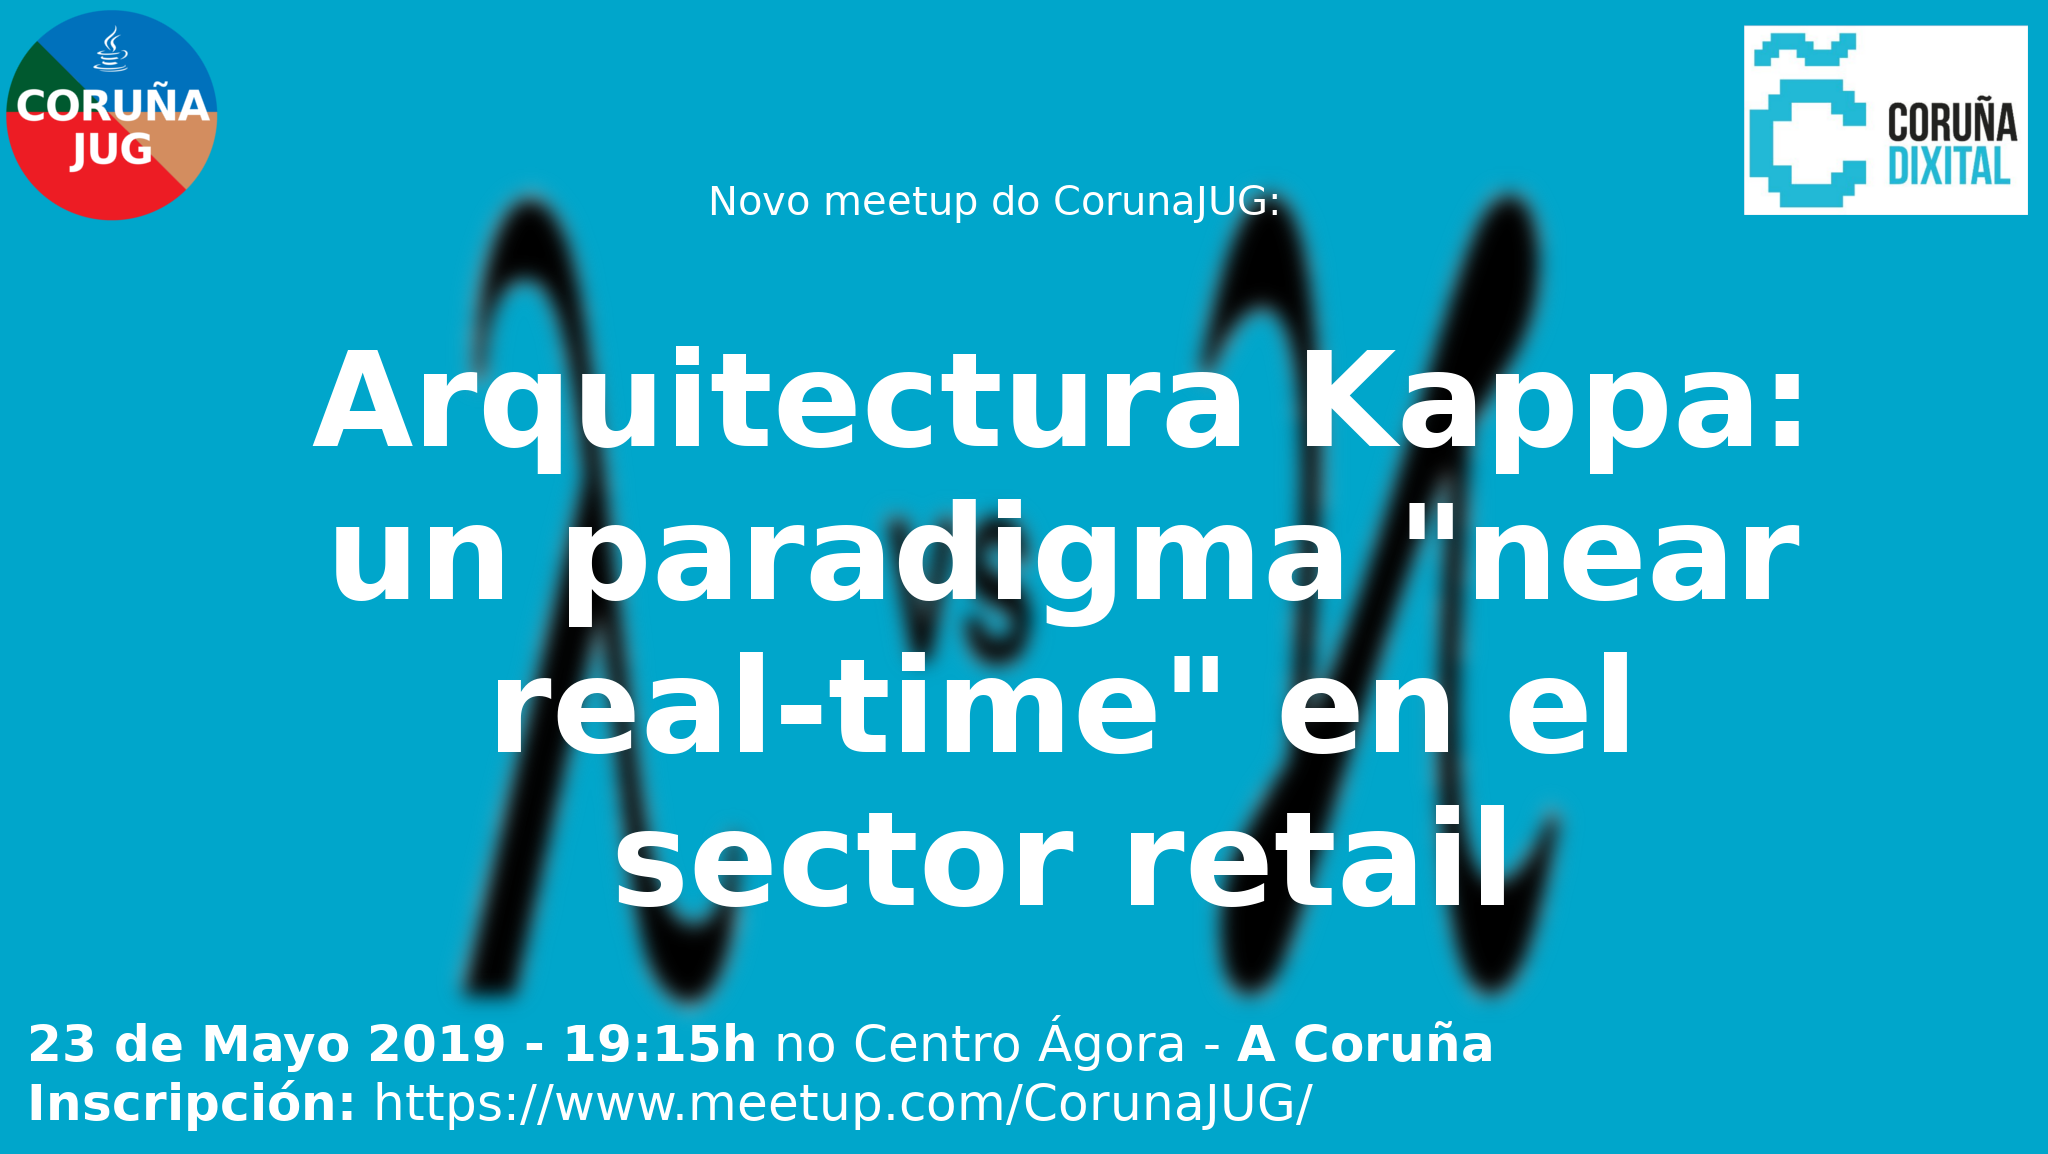 CORUÑA
JUG
CORUÑA
DIXITAL
Novo meetup do CorunaJUG:
λ vs ϰ
Arquitectura Kappa:
un paradigma "near
real-time" en el
sector retail
23 de Mayo 2019 - 19:15h no Centro Ágora - A Coruña
Inscripción: https://www.meetup.com/CorunaJUG/